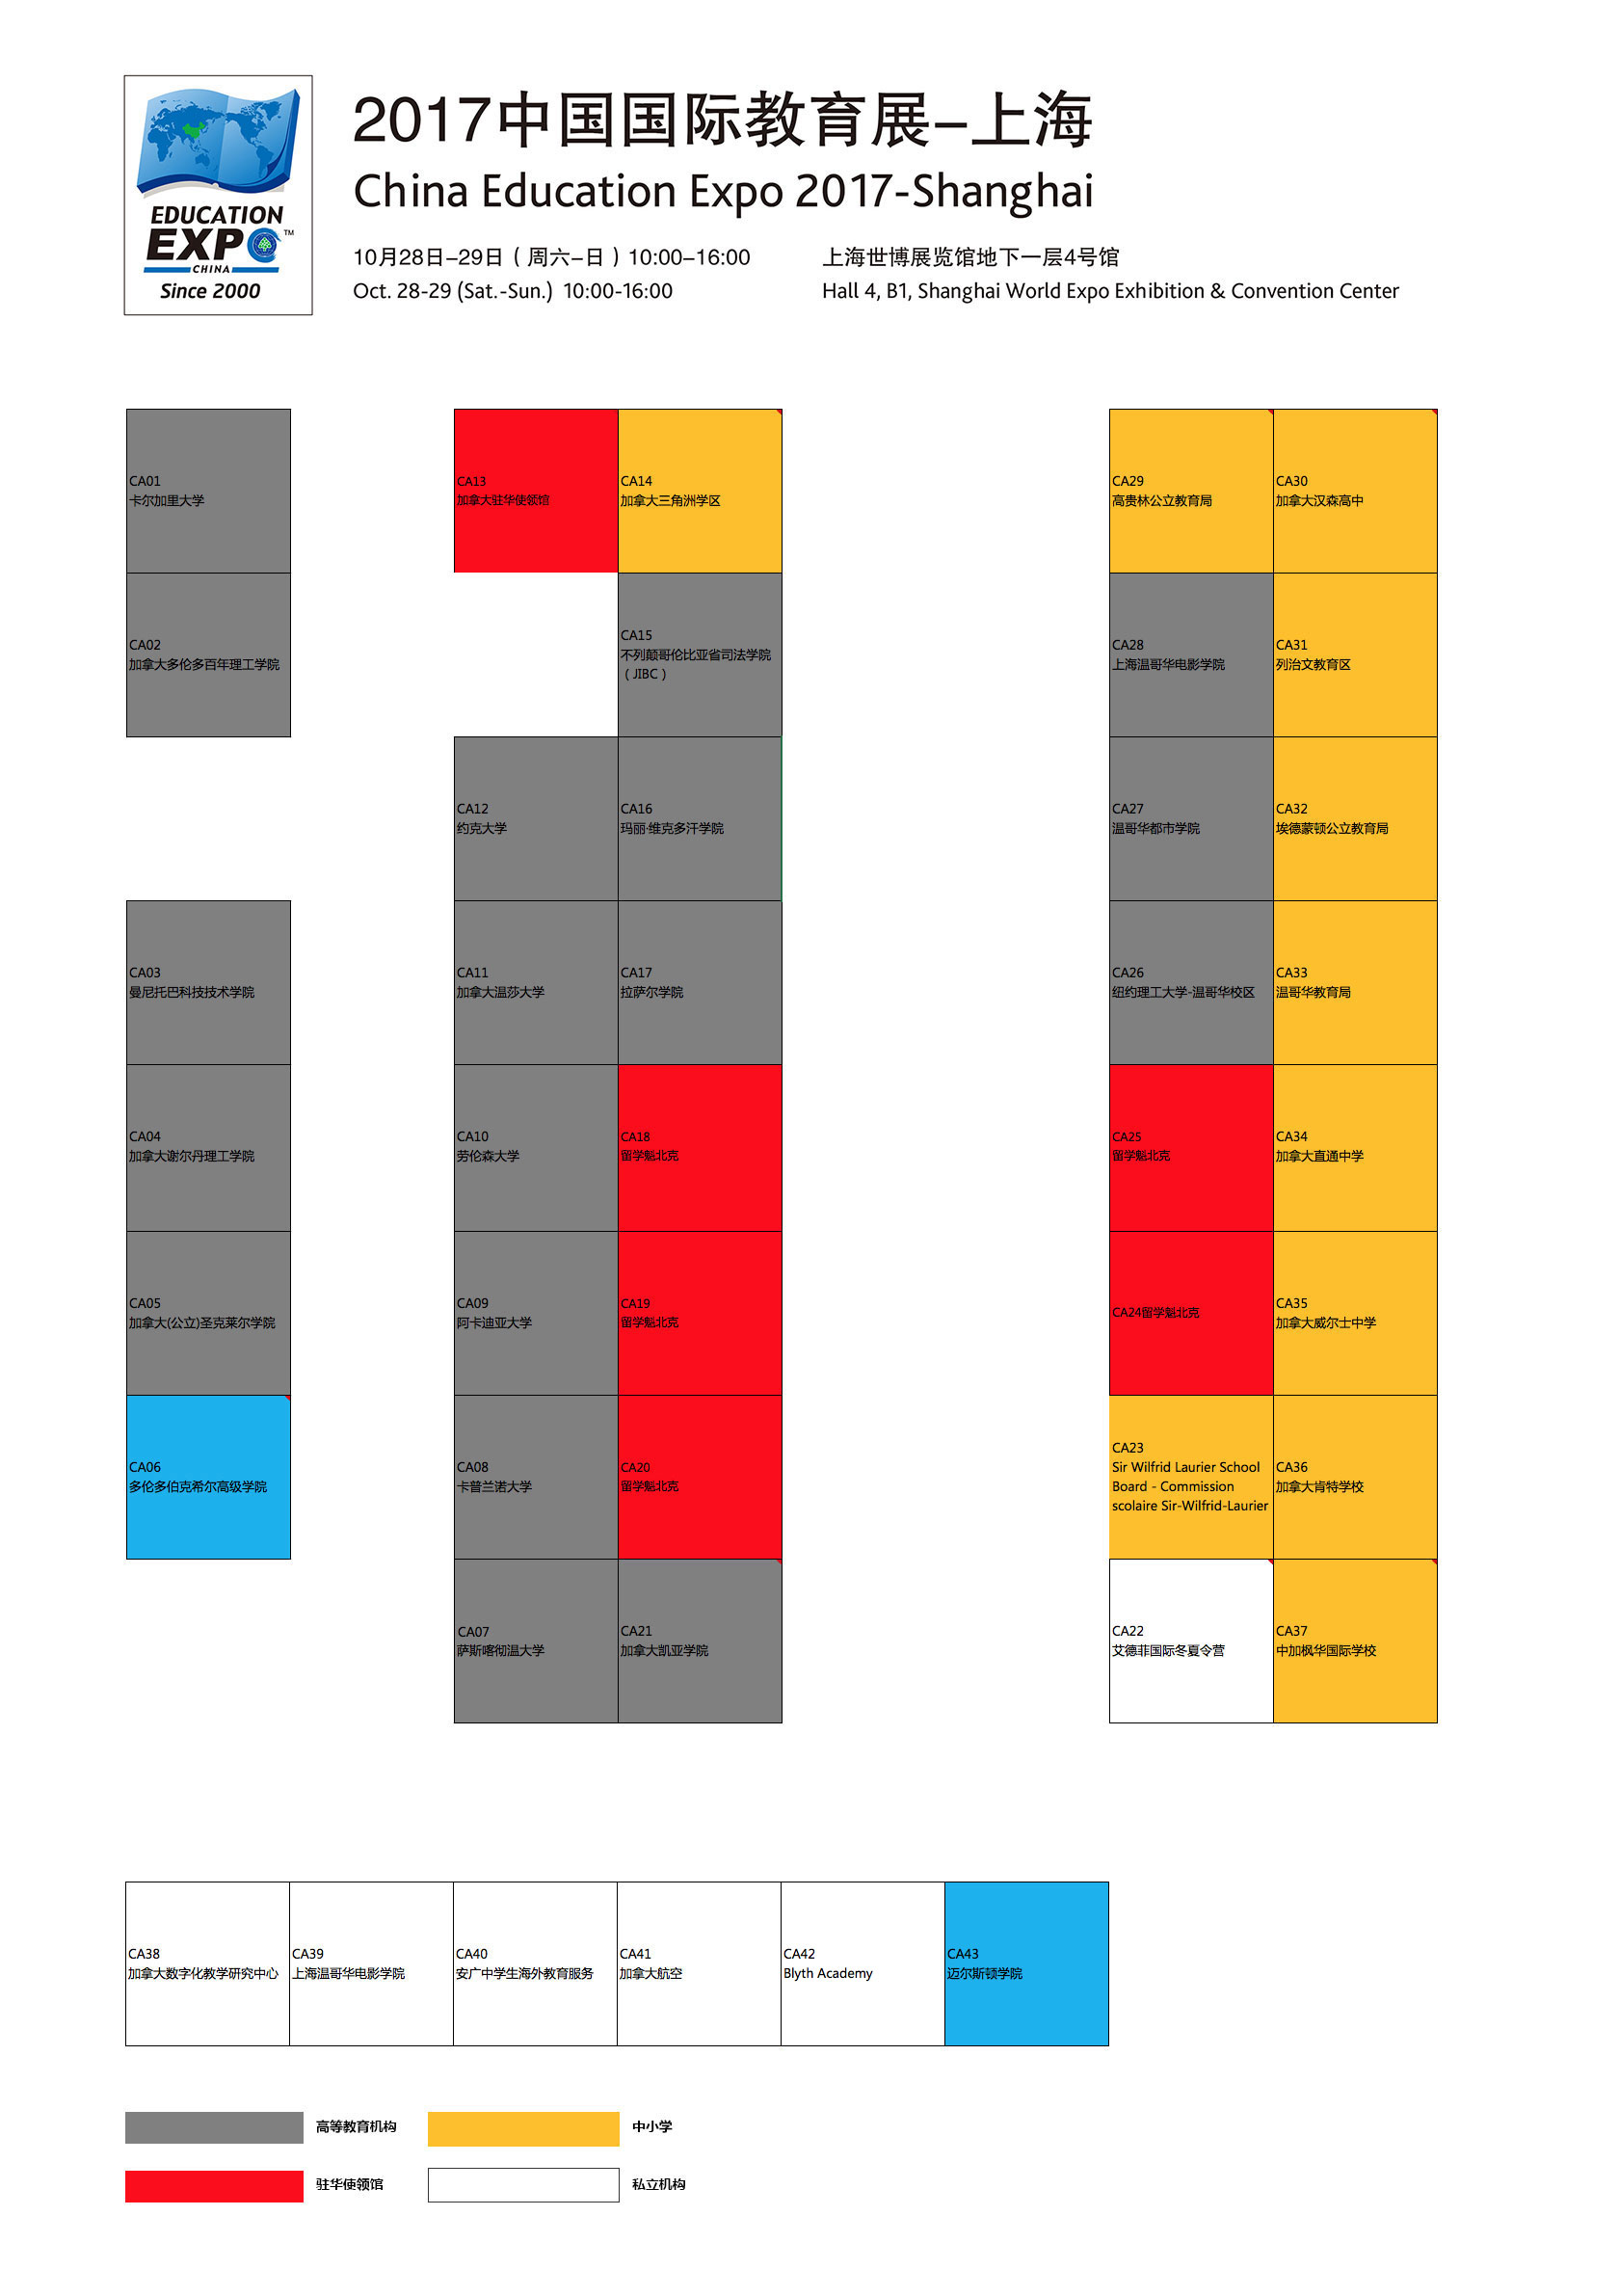 EDUCATION
EXPO™
CHINA
Since 2000
2017中国国际教育展-上海
China Education Expo 2017-Shanghai
10月28日-29日（周六-日）10:00-16:00
上海世博展览馆地下一层4号馆
Oct. 28-29 (Sat.-Sun.) 10:00-16:00
Hall 4, B1, Shanghai World Expo Exhibition & Convention Center
CA01
卡尔加里大学
CA13
加拿大驻华使领馆
CA14
加拿大三角洲学区
CA29
高贵林公立教育局
CA30
加拿大汉森高中
CA02
加拿大多伦多百年理工学院
CA15
不列颠哥伦比亚省司法学院
（JIBC）
CA28
上海温哥华电影学院
CA31
列治文教育区
CA12
约克大学
CA16
玛丽·维克多汗学院
CA27
温哥华都市学院
CA32
埃德蒙顿公立教育局
CA03
曼尼托巴科技技术学院
CA11
加拿大温莎大学
CA17
拉萨尔学院
CA26
纽约理工大学-温哥华校区
CA33
温哥华教育局
CA04
加拿大谢尔丹理工学院
CA10
劳伦森大学
CA18
留学魁北克
CA25
留学魁北克
CA34
加拿大直通中学
CA05
加拿大(公立)圣克莱尔学院
CA09
阿卡迪亚大学
CA19
留学魁北克
CA24留学魁北克
CA35
加拿大威尔士中学
CA06
多伦多伯克希尔高级学院
CA08
卡普兰诺大学
CA20
留学魁北克
CA23
Sir Wilfrid Laurier School
Board - Commission
scolaire Sir-Wilfrid-Laurier
CA36
加拿大肯特学校
CA07
萨斯喀彻温大学
CA21
加拿大凯亚学院
CA22
艾德菲国际冬夏令营
CA37
中加枫华国际学校
CA38
加拿大数字化教学研究中心
CA39
上海温哥华电影学院
CA40
安广中学生海外教育服务
CA41
加拿大航空
CA42
Blyth Academy
CA43
迈尔斯顿学院
高等教育机构
中小学
驻华使领馆
私立机构